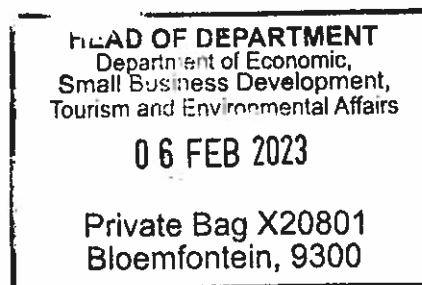 HEAD OF DEPARTMENT
Department of Economic,
Small Business Development,
Tourism and Environmental Affairs
06 FEB 2023
Private Bag X20801
Bloemfontein, 9300